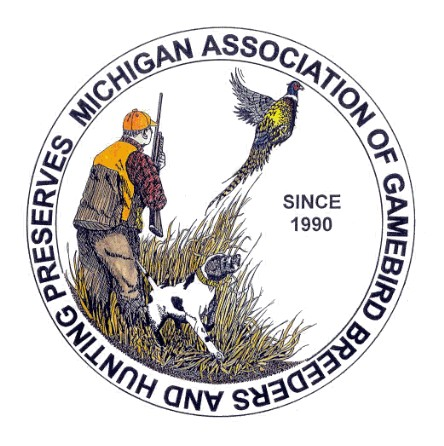 MICHIGAN ASSOCIATION OF GAMEBIRD BREEDERS AND HUNTING PRESERVES
SINCE
1990